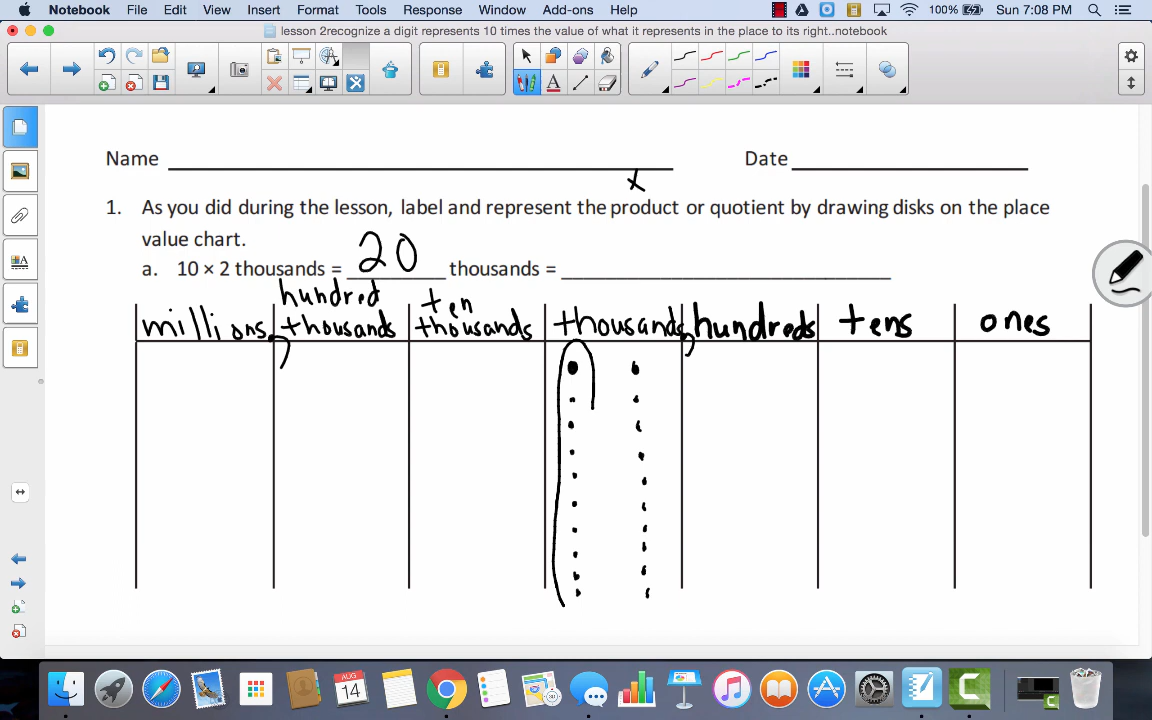 Notebook File Edit View Insert Format Tools Response Window Add-ons Help 100% Sun 7:08 PM
lesson 2recognize a digit represents 10 times the value of what it represents in the place to its right..notebook
Name Date
x
1. As you did during the lesson, label and represent the product or quotient by drawing disks on the place
value chart.
a. 10 × 2 thousands = 20 thousands =
millions, hundred thousands ten thousands thousands, hundreds tens ones
AUG
14